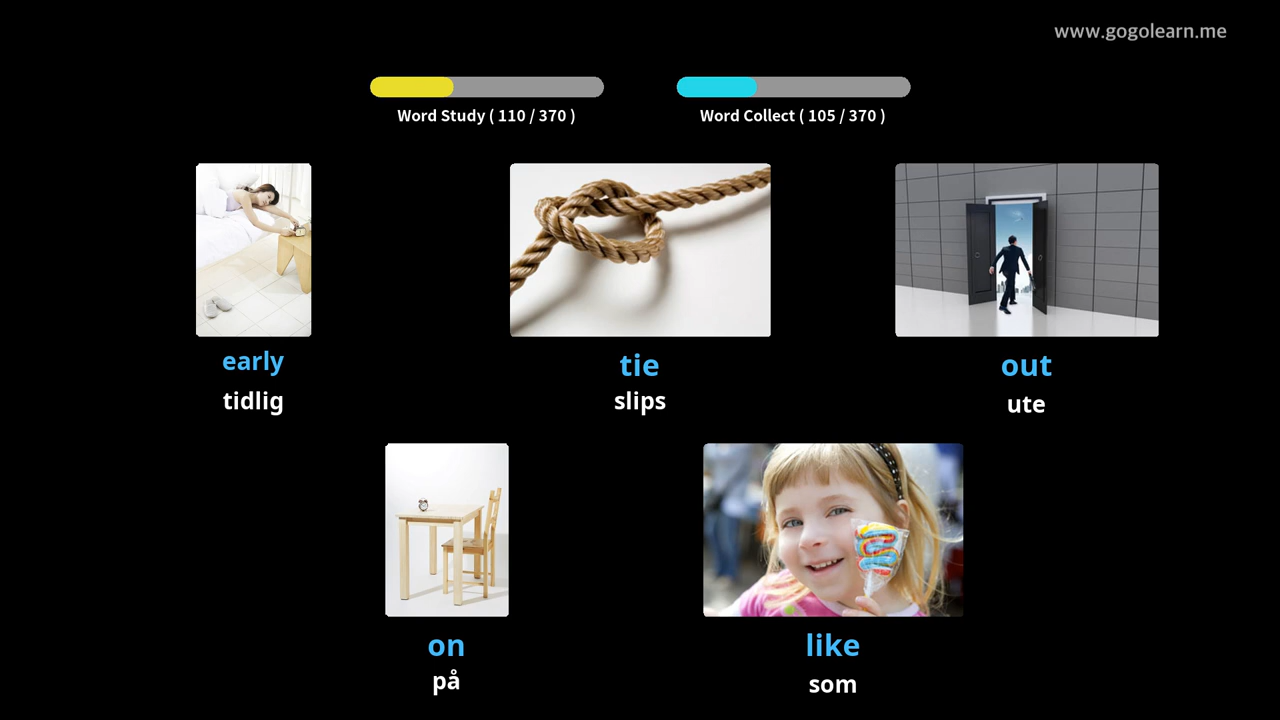 www.gogolearn.me
Word Study ( 110 / 370 )
Word Collect ( 105 / 370 )
early
tidlig
tie
slips
out
ute
on
på
like
som